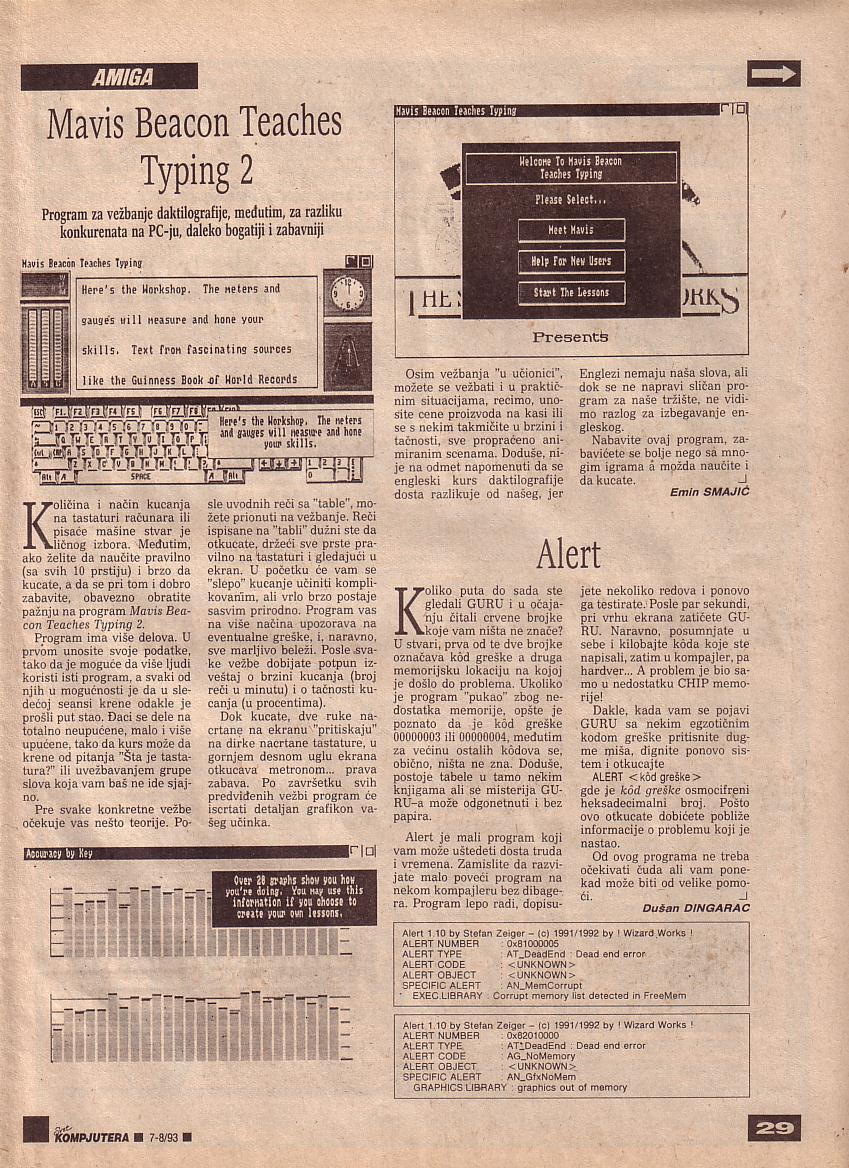 AMIGA
Mavis Beacon Teaches
Typing 2
Program za vežbanje daktilografije, međutim, za razliku
konkurenata na PC-ju, daleko bogatiji i zabavniji
Mavis Beacon Teaches Typing
Here's the Workshop. The meters and
gauges will measure and hone your
skills. Text from fascinating sources
like the Guinness Book of World Records
Here's the Workshop. The meters
and gauges will measure and hone
your skills.
SPACE
Količina i način kucanja
na tastaturi računara ili
pisaće mašine stvar je
ličnog izbora. Međutim,
ako želite da naučite pravilno
(sa svih 10 prstiju) i brzo da
kucate, a da se pri tom i dobro
zabavite, obavezno obratite
pažnju na program Mavis Bea-
con Teaches Typing 2.
Program ima više delova. U
prvom unosite svoje podatke,
tako da je moguće da više ljudi
koristi isti program, a svaki od
njih u mogućnosti je da u sle-
dećoj seansi krene odakle je
prošli put stao. Đaci se dele na
totalno neupućene, malo i više
upućene, tako da kurs može da
krene od pitanja "Šta je tasta-
tura?" ili uvežbavanjem grupe
slova koja vam baš ne ide sjaj-
no.
Pre svake konkretne vežbe
očekuje vas nešto teorije. Po-
sle uvodnih reči sa "table", mo-
žete prionuti na vežbanje. Reči
ispisane na "tabli" dužni ste da
otkucate, držeći sve prste pra-
vilno na tastaturi i gledajući u
ekran. U početku će vam se
"slepo" kucanje učiniti kompli-
kovanim, ali vrlo brzo postaje
sasvim prirodno. Program vas
na više načina upozorava na
eventualne greške, i, naravno,
sve marljivo beleži. Posle sva-
ke vežbe dobijate potpun iz-
veštaj o brzini kucanja (broj
reči u minutu) i o tačnosti ku-
canja (u procentima).
Dok kucate, dve ruke na-
crtane na ekranu "pritiskaju"
na dirke nacrtane tastature, u
gornjem desnom uglu ekrana
otkucava metronom... prava
zabava. Po završetku svih
predviđenih vežbi program će
iscrtati detaljan grafikon va-
šeg učinka.
Accuracy by Key
Over 20 graphs show you how
you're doing. You may use this
information if you choose to
create your own lessons.
Mavis Beacon Teaches Typing
Welcome To Mavis Beacon
Teaches Typing
Please Select...
Meet Mavis
Help For New Users
Start The Lessons
THE S
ORKS
Presents
Osim vežbanja "u učionici",
možete se vežbati i u praktič-
nim situacijama, recimo, uno-
site cene proizvoda na kasi ili
se s nekim takmičite u brzini i
tačnosti, sve propraćeno ani-
miranim scenama. Doduše, ni-
je na odmet napomenuti da se
engleski kurs daktilografije
dosta razlikuje od našeg, jer
Englezi nemaju naša slova, ali
dok se ne napravi sličan pro-
gram za naše tržište, ne vidi-
mo razlog za izbegavanje en-
gleskog.
Nabavite ovaj program, za-
bavićete se bolje nego sa mno-
gim igrama a možda naučite i
da kucate.
Emin SMAJIĆ
Alert
Koliko puta do sada ste
gledali GURU i u očaja-
nju čitali crvene brojke
koje vam ništa ne znače?
U stvari, prva od te dve brojke
označava kôd greške a druga
memorijsku lokaciju na kojoj
je došlo do problema. Ukoliko
je program "pukao" zbog ne-
dostatka memorije, opšte je
poznato da je kôd greške
00000003 ili 00000004, međutim
za većinu ostalih kôdova se,
obično, ništa ne zna. Doduše,
postoje tabele u tamo nekim
knjigama ali se misterija GU-
RU-a može odgonetnuti i bez
papira.
Alert je mali program koji
vam može uštedeti dosta truda
i vremena. Zamislite da razvi-
jate malo poveći program na
nekom kompajleru bez dibage-
ra. Program lepo radi, dopisu-
jete nekoliko redova i ponovo
ga testirate. Posle par sekundi,
pri vrhu ekrana zatičete GU-
RU. Naravno, posumnjate u
sebe i kilobajte kôda koje ste
napisali, zatim u kompajler, pa
hardver... A problem je bio sa-
mo u nedostatku CHIP memo-
rije!
Dakle, kada vam se pojavi
GURU sa nekim egzotičnim
kodom greške pritisnite dug-
me miša, dignite ponovo sis-
tem i otkucajte
ALERT <kôd greške>
gde je kôd greške osmocifreni
heksadecimalni broj. Pošto
ovo otkucate dobićete pobliže
informacije o problemu koji je
nastao.
Od ovog programa ne treba
očekivati čuda ali vam pone-
kad može biti od velike pomo-
ći.
Dušan DINGARAC
Alert 1.10 by Stefan Zeiger – (c) 1991/1992 by ! Wizard Works !
ALERT NUMBER : 0x81000005
ALERT TYPE : AT_DeadEnd : Dead end error
ALERT CODE : <UNKNOWN>
ALERT OBJECT : <UNKNOWN>
SPECIFIC ALERT : AN_MemCorrupt
EXEC.LIBRARY : Corrupt memory list detected in FreeMem
Alert 1.10 by Stefan Zeiger – (c) 1991/1992 by ! Wizard Works !
ALERT NUMBER : 0x82010000
ALERT TYPE : AT_DeadEnd : Dead end error
ALERT CODE : AG_NoMemory
ALERT OBJECT : <UNKNOWN>
SPECIFIC ALERT : AN_GfxNoMem
GRAPHICS.LIBRARY : graphics out of memory
Svet KOMPJUTERA 7-8/93
29